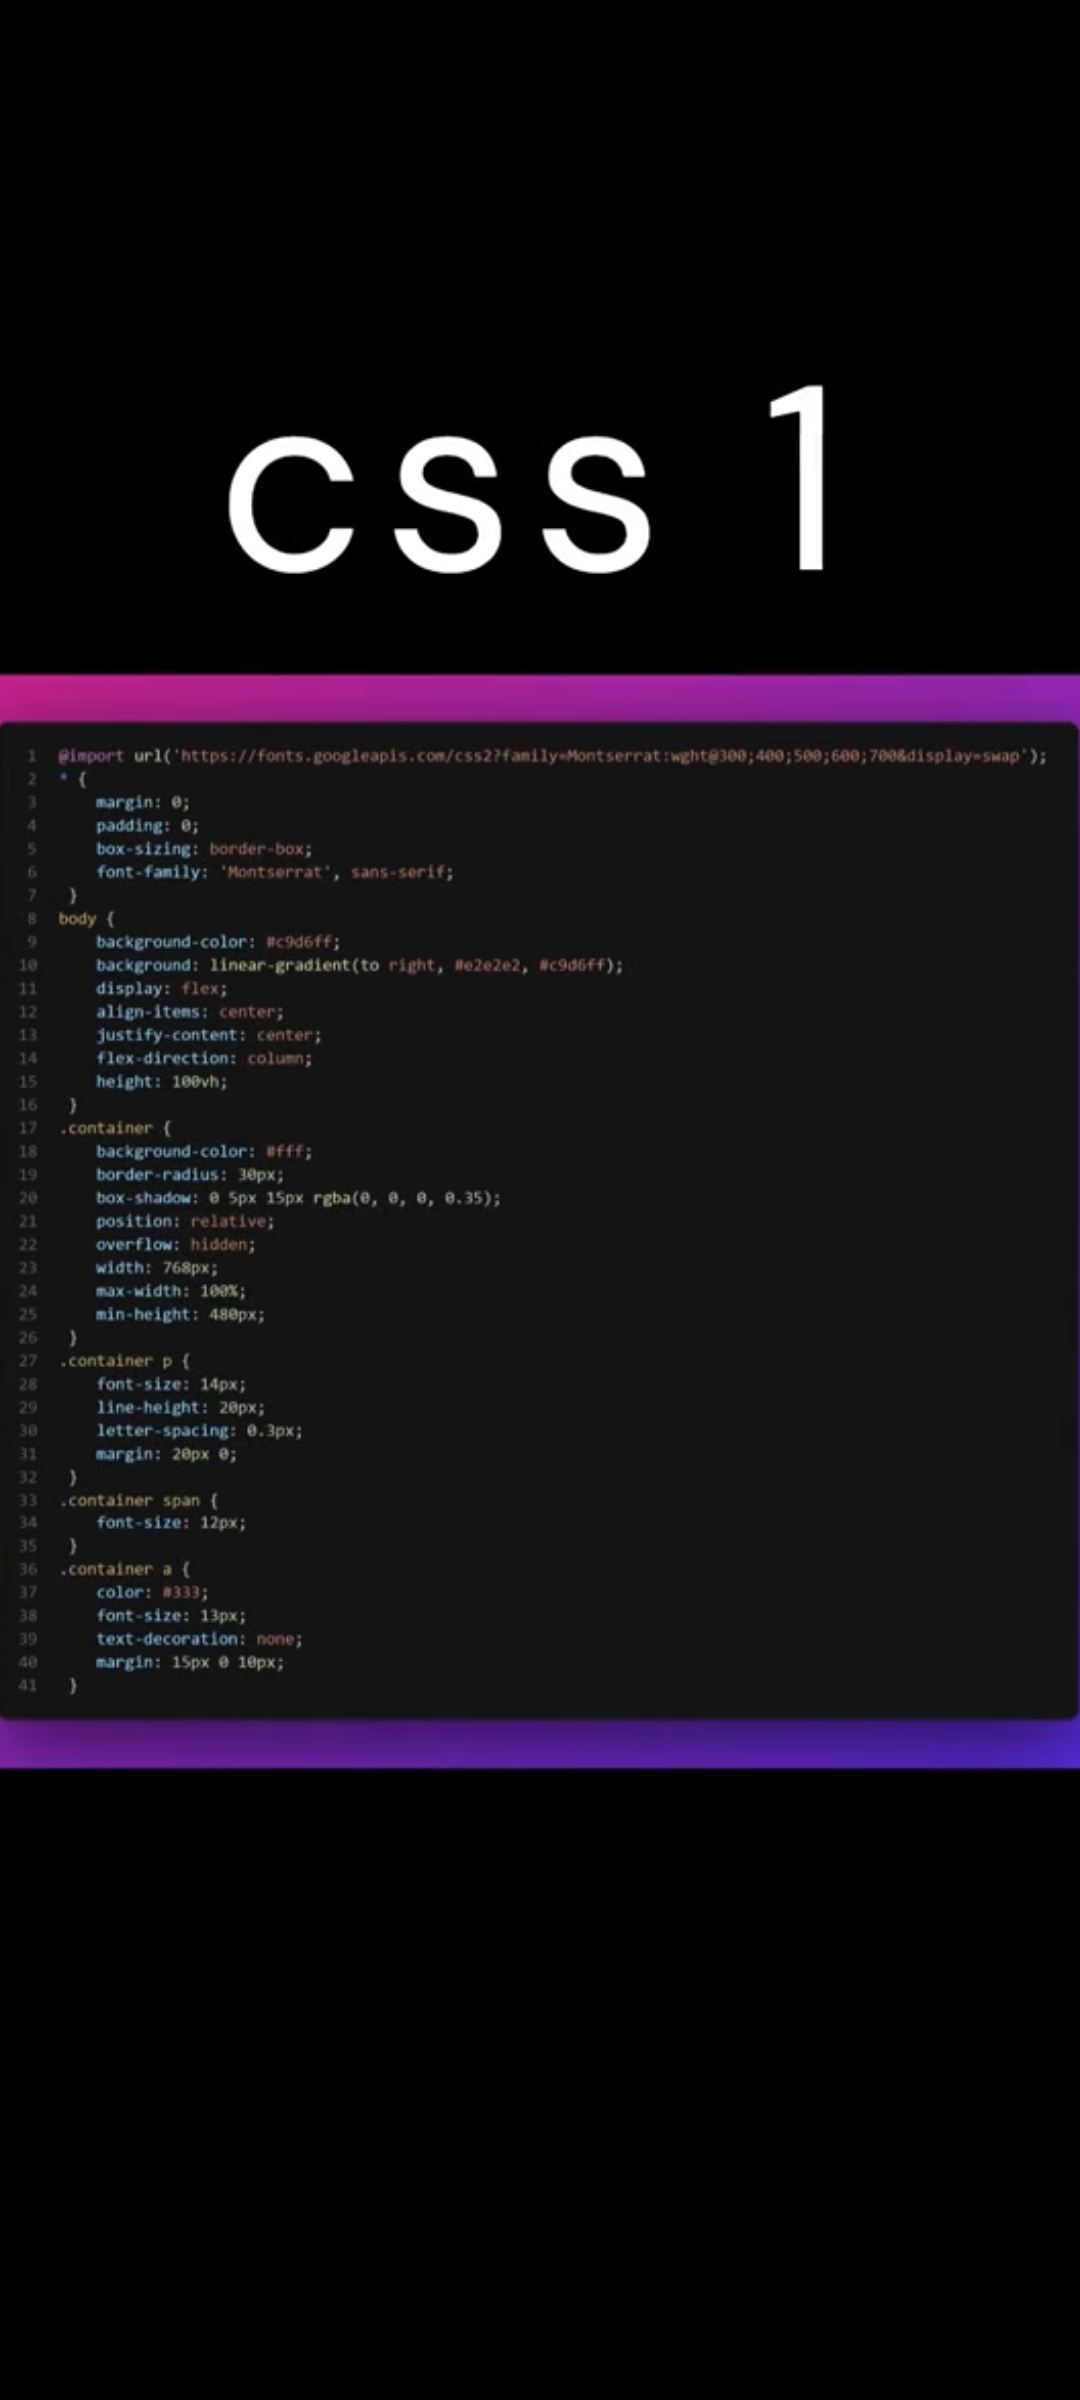 css 1
1 @import url('https://fonts.googleapis.com/css2?family=Montserrat:wght@300;400;500;600;700&display=swap');
2 * {
3 margin: 0;
4 padding: 0;
5 box-sizing: border-box;
6 font-family: 'Montserrat', sans-serif;
7 }
8 body {
9 background-color: #c9d6ff;
10 background: linear-gradient(to right, #e2e2e2, #c9d6ff);
11 display: flex;
12 align-items: center;
13 justify-content: center;
14 flex-direction: column;
15 height: 100vh;
16 }
17 .container {
18 background-color: #fff;
19 border-radius: 30px;
20 box-shadow: 0 5px 15px rgba(0, 0, 0, 0.35);
21 position: relative;
22 overflow: hidden;
23 width: 768px;
24 max-width: 100%;
25 min-height: 480px;
26 }
27 .container p {
28 font-size: 14px;
29 line-height: 20px;
30 letter-spacing: 0.3px;
31 margin: 20px 0;
32 }
33 .container span {
34 font-size: 12px;
35 }
36 .container a {
37 color: #333;
38 font-size: 13px;
39 text-decoration: none;
40 margin: 15px 0 10px;
41 }